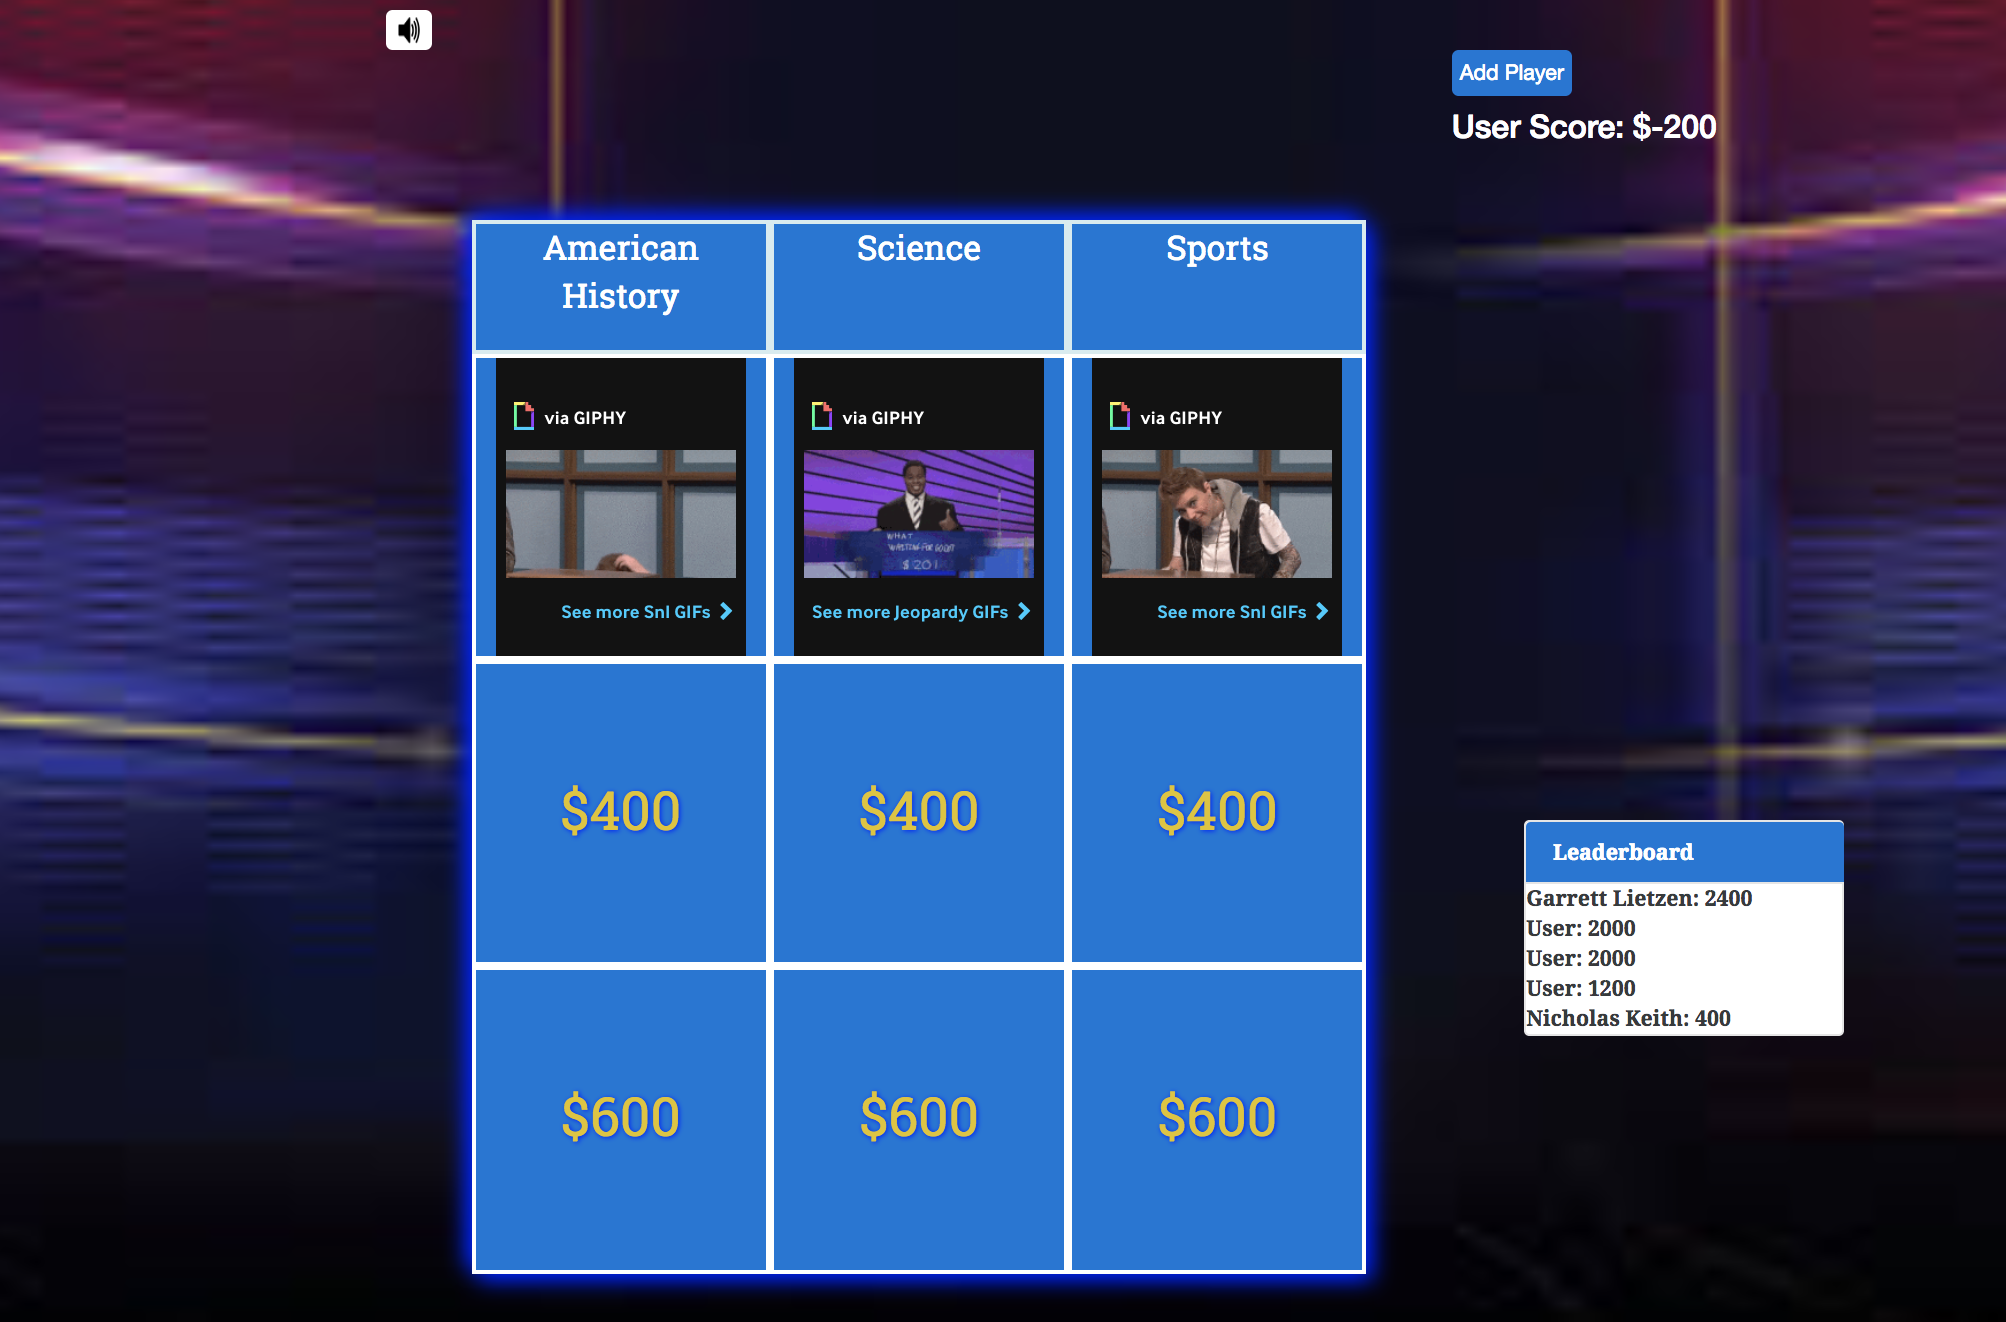 Add Player
User Score: $-200
American
History
Science
Sports
via GIPHY
via GIPHY
via GIPHY
WHAT
$201
See more Snl GIFs
See more Jeopardy GIFs
See more Snl GIFs
$400
$400
$400
Leaderboard
Garrett Lietzen: 2400
User: 2000
User: 2000
User: 1200
Nicholas Keith: 400
$600
$600
$600